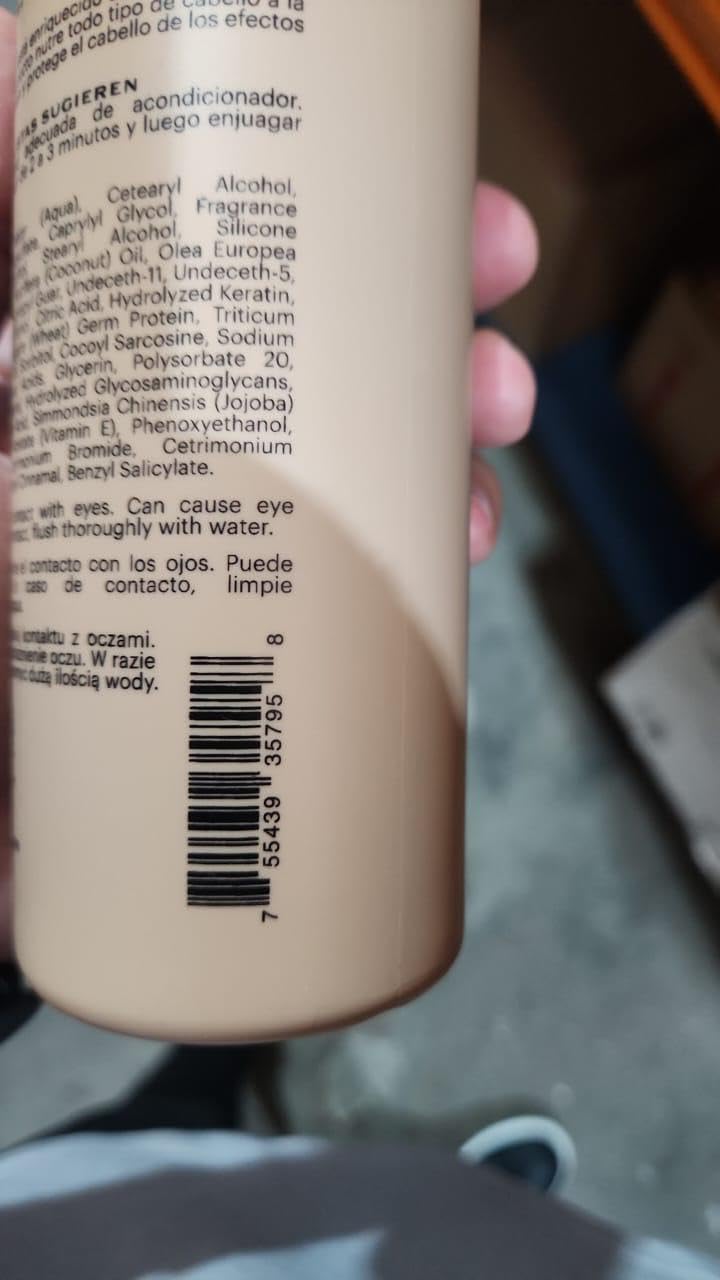 enriquecido
nutre todo tipo de cabello a la
protege el cabello de los efectos
SUGIEREN
adecuada de acondicionador.
2 a 3 minutos y luego enjuagar
(Aqua), Cetearyl Alcohol,
Caprylyl Glycol, Fragrance
Stearyl Alcohol, Silicone
(Coconut) Oil, Olea Europea
Guar, Undeceth-11, Undeceth-5,
Citric Acid, Hydrolyzed Keratin,
(Wheat) Germ Protein, Triticum
Cocoyl Sarcosine, Sodium
Glycerin, Polysorbate 20,
Hydrolyzed Glycosaminoglycans,
Simmondsia Chinensis (Jojoba)
(Vitamin E), Phenoxyethanol,
Bromide, Cetrimonium
Benzyl Salicylate.
with eyes. Can cause eye
flush thoroughly with water.
contacto con los ojos. Puede
caso de contacto, limpie
kontaktu z oczami.
oczu. W razie
dużą ilością wody.
7 55439 35795 8